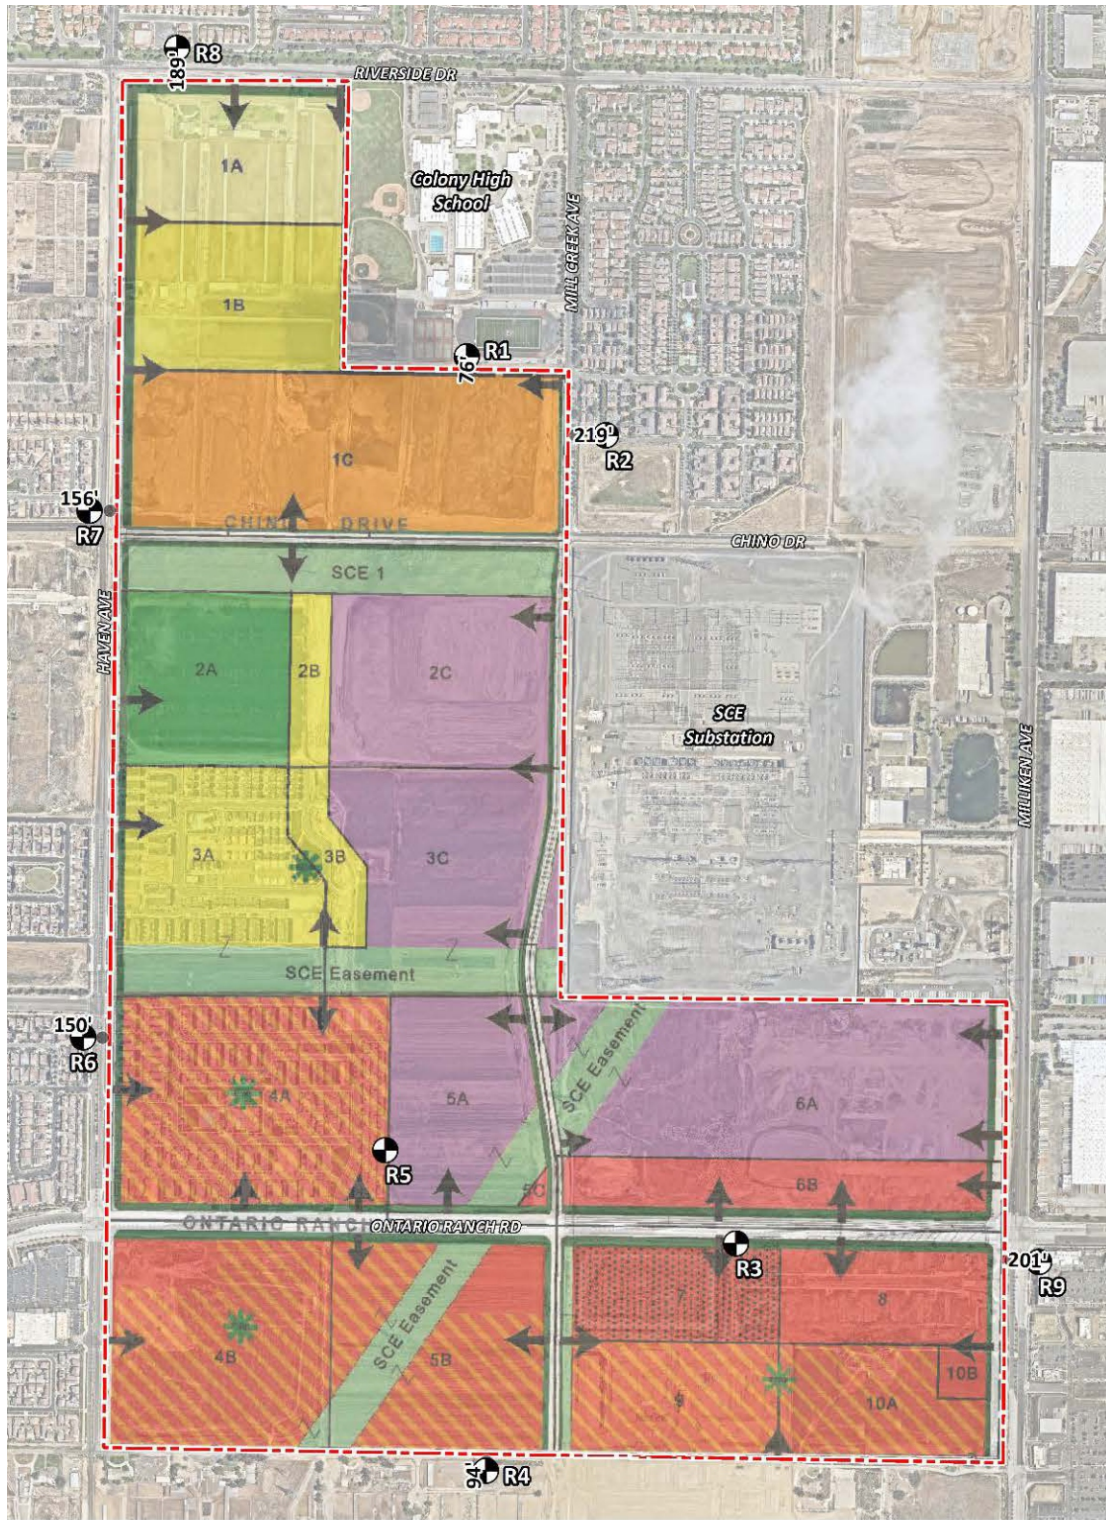 R8
189'
RIVERSIDE DR
1A
Colony High
School
MILL CREEK AVE
1B
R1
76'
219'
R2
1C
156'
R7
CHINO DRIVE
CHINO DR
SCE 1
HAVEN AVE
2A
2B
2C
SCE
Substation
MILLIKEN AVE
3A
3B
3C
SCE Easement
150'
R6
SCE Easement
4A
5A
6A
R5
5C
6B
ONTARIO RANCH
ONTARIO RANCH RD
R3
201'
R9
7
8
SCE Easement
4B
5B
9
10A
10B
94'
R4